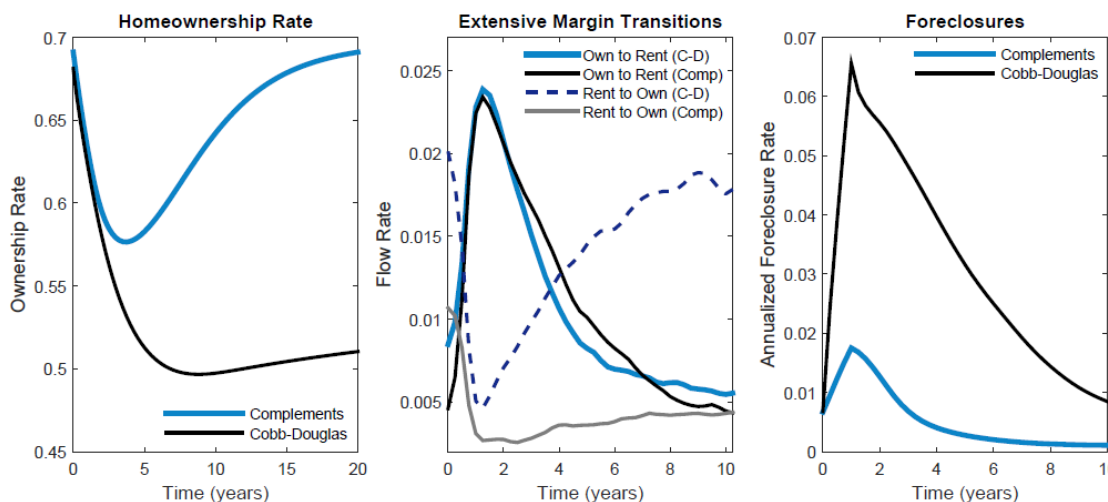 Homeownership Rate
Ownership Rate
0.7
0.65
0.6
0.55
0.5
0.45
Complements
Cobb-Douglas
0 5 10 15 20
Time (years)
Extensive Margin Transitions
Flow Rate
0.025
0.02
0.015
0.01
0.005
Own to Rent (C-D)
Own to Rent (Comp)
Rent to Own (C-D)
Rent to Own (Comp)
0 2 4 6 8 10
Time (years)
Foreclosures
Annualized Foreclosure Rate
0.07
0.06
0.05
0.04
0.03
0.02
0.01
0
Complements
Cobb-Douglas
0 2 4 6 8 10
Time (years)